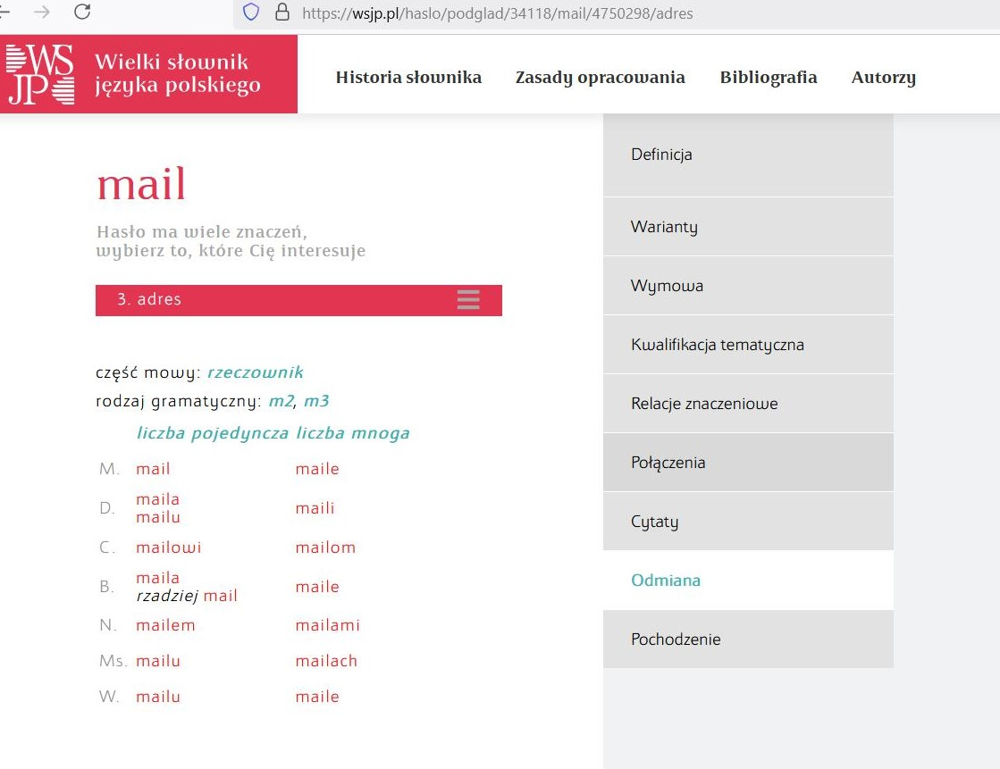 https://wsjp.pl/haslo/podglad/34118/mail/4750298/adres
WS
JP
Wielki słownik
języka polskiego
Historia słownika Zasady opracowania Bibliografia Autorzy
mail
Hasło ma wiele znaczeń,
wybierz to, które Cię interesuje
3. adres
część mowy: rzeczownik
rodzaj gramatyczny: m2, m3
liczba pojedyncza liczba mnoga
M. mail maile
D. maila
mailu
maili
C. mailowi mailom
B. maila
rzadziej mail
maile
N. mailem mailami
Ms. mailu mailach
W. mailu maile
Definicja
Warianty
Wymowa
Kwalifikacja tematyczna
Relacje znaczeniowe
Połączenia
Cytaty
Odmiana
Pochodzenie